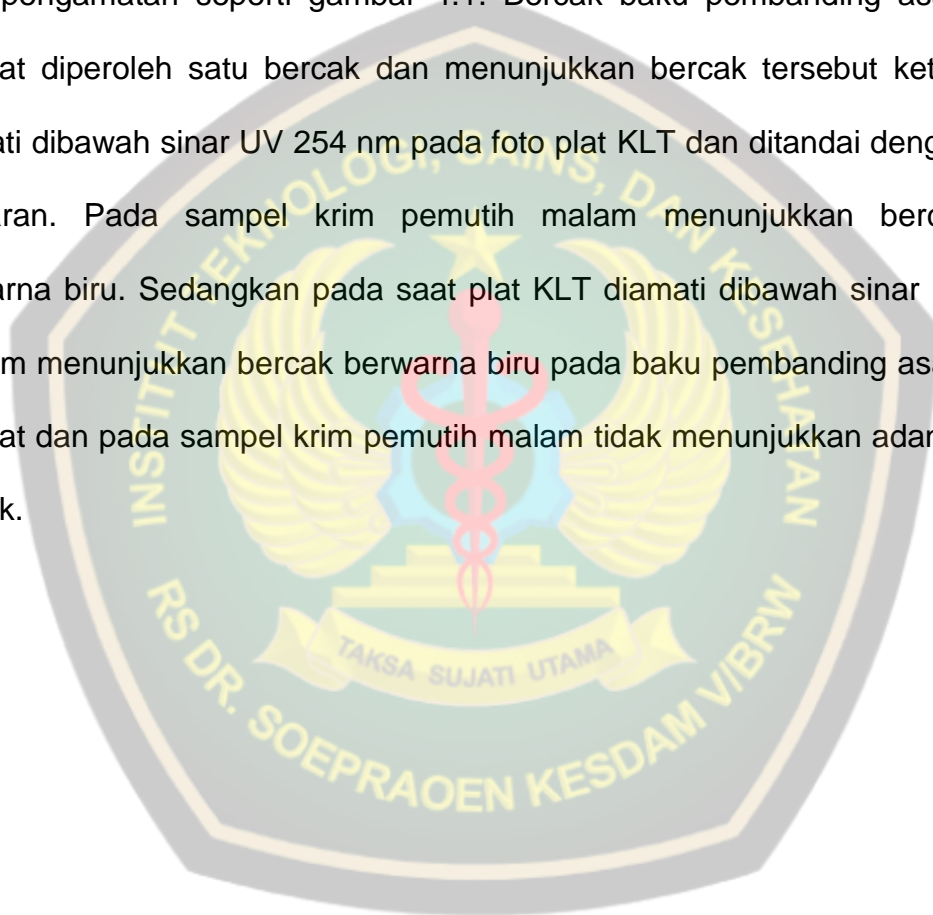 pengamatan seperti gambar 4.1. Bercak baku pembanding asa
at diperoleh satu bercak dan menunjukkan bercak tersebut ket
ati dibawah sinar UV 254 nm pada foto plat KLT dan ditandai deng
aran. Pada sampel krim pemutih malam menunjukkan berc
arna biru. Sedangkan pada saat plat KLT diamati dibawah sinar
m menunjukkan bercak berwarna biru pada baku pembanding asa
at dan pada sampel krim pemutih malam tidak menunjukkan adar
k.
INSTITUT TEKNOLOGI, SAINS, DAN KESEHATAN
TAKSA SUJATI UTAMA
RS DR. SOEPRAOEN KESDAM V/BRW